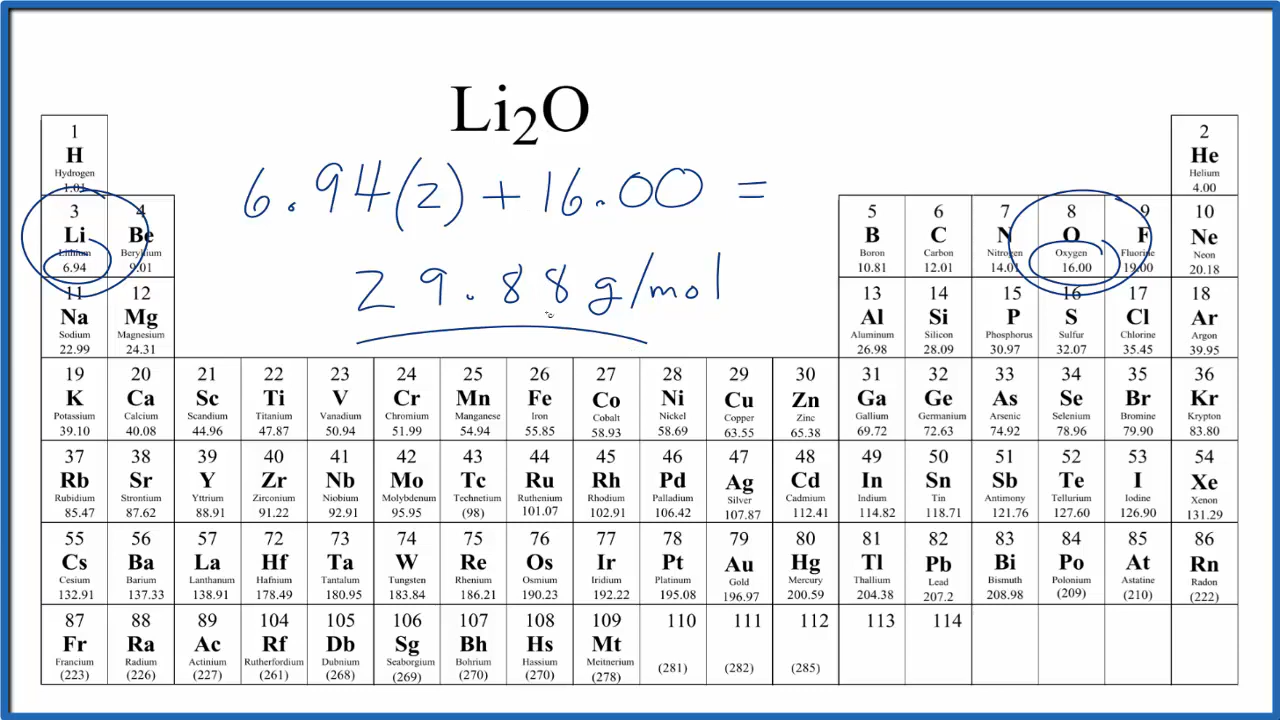 Li2O
6.94(2) + 16.00 =
29.88 g/mol
1 2
H He
Hydrogen Helium
1.01 4.00
3 4 5 6 7 8 9 10
Li Be B C N O F Ne
Lithium Beryllium Boron Carbon Nitrogen Oxygen Fluorine Neon
6.94 9.01 10.81 12.01 14.01 16.00 19.00 20.18
11 12 13 14 15 16 17 18
Na Mg Al Si P S Cl Ar
Sodium Magnesium Aluminum Silicon Phosphorus Sulfur Chlorine Argon
22.99 24.31 26.98 28.09 30.97 32.07 35.45 39.95
19 20 21 22 23 24 25 26 27 28 29 30 31 32 33 34 35 36
K Ca Sc Ti V Cr Mn Fe Co Ni Cu Zn Ga Ge As Se Br Kr
Potassium Calcium Scandium Titanium Vanadium Chromium Manganese Iron Cobalt Nickel Copper Zinc Gallium Germanium Arsenic Selenium Bromine Krypton
39.10 40.08 44.96 47.87 50.94 51.99 54.94 55.85 58.93 58.69 63.55 65.38 69.72 72.63 74.92 78.96 79.90 83.80
37 38 39 40 41 42 43 44 45 46 47 48 49 50 51 52 53 54
Rb Sr Y Zr Nb Mo Tc Ru Rh Pd Ag Cd In Sn Sb Te I Xe
Rubidium Strontium Yttrium Zirconium Niobium Molybdenum Technetium Ruthenium Rhodium Palladium Silver Cadmium Indium Tin Antimony Tellurium Iodine Xenon
85.47 87.62 88.91 91.22 92.91 95.95 (98) 101.07 102.91 106.42 107.87 112.41 114.82 118.71 121.76 127.60 126.90 131.29
55 56 57 72 73 74 75 76 77 78 79 80 81 82 83 84 85 86
Cs Ba La Hf Ta W Re Os Ir Pt Au Hg Tl Pb Bi Po At Rn
Cesium Barium Lanthanum Hafnium Tantalum Tungsten Rhenium Osmium Iridium Platinum Gold Mercury Thallium Lead Bismuth Polonium Astatine Radon
132.91 137.33 138.91 178.49 180.95 183.84 186.21 190.23 192.22 195.08 196.97 200.59 204.38 207.2 208.98 (209) (210) (222)
87 88 89 104 105 106 107 108 109 110 111 112 113 114
Fr Ra Ac Rf Db Sg Bh Hs Mt
Francium Radium Actinium Rutherfordium Dubnium Seaborgium Bohrium Hassium Meitnerium
(223) (226) (227) (261) (268) (269) (270) (270) (278) (281) (282) (285)